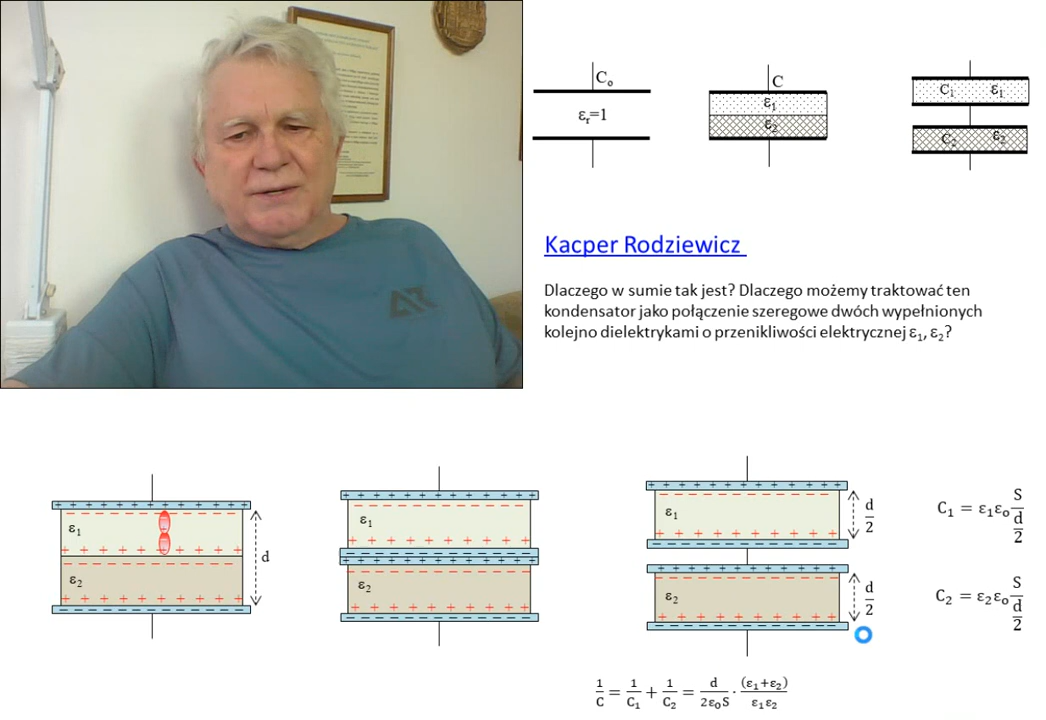 C₀
εᵣ=1
C
ε₁
ε₂
C₁ ε₁
C₂ ε₂
Kacper Rodziewicz
Dlaczego w sumie tak jest? Dlaczego możemy traktować ten
kondensator jako połączenie szeregowe dwóch wypełnionych
kolejno dielektrykami o przenikliwości elektrycznej ε₁, ε₂?
ε₁
ε₂
d
ε₁
ε₂
ε₁
d/2
C₁ = ε₁ε₀ S/(d/2)
ε₂
d/2
C₂ = ε₂ε₀ S/(d/2)
1/C = 1/C₁ + 1/C₂ = d/(2ε₀S) · (ε₁+ε₂)/(ε₁ε₂)